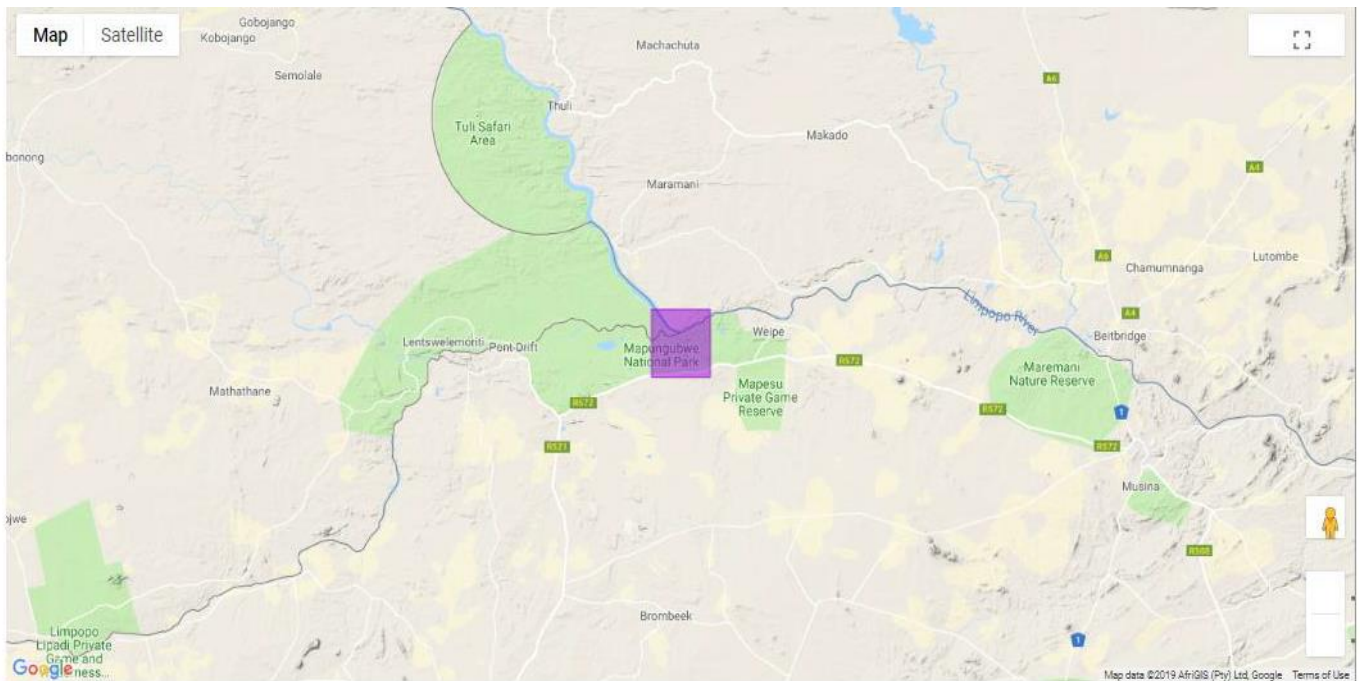 Map
Satellite
Gobojango
Kobojango
Semolale
Machachuta
Thuli
Tuli Safari
Area
Makado
Maramani
bonong
A6
A4
A6
Lutombe
Chamumnanga
A4
Limpopo River
Beitbridge
Weipe
Lentswelemoriti
Pont-Drift
Mapungubwe
National Park
R572
Maremani
Nature Reserve
Mathathane
Mapesu
Private Game
Reserve
R572
R572
1
R521
R572
Musina
ojwe
R508
Brombeek
Limpopo
Lipadi Private
Game and
ness...
1
Google
Map data ©2019 AfriGIS (Pty) Ltd, Google
Terms of Use